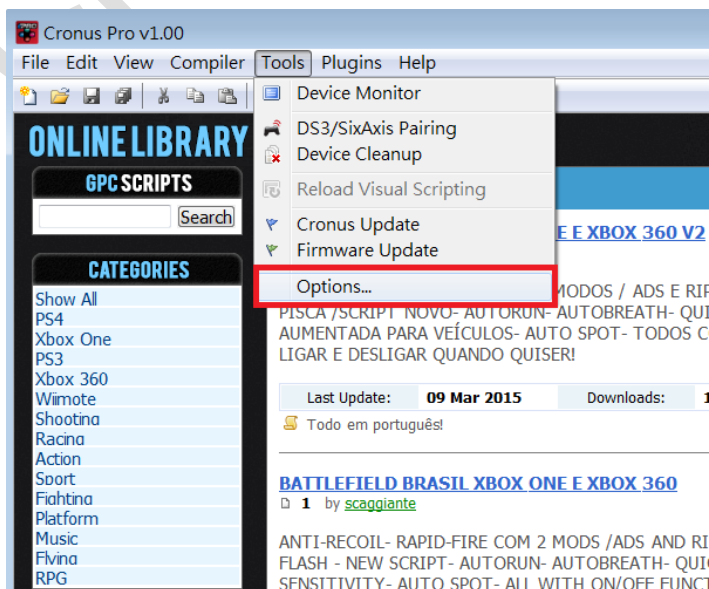 Cronus Pro v1.00
File Edit View Compiler Tools Plugins Help
Device Monitor
DS3/SixAxis Pairing
Device Cleanup
Reload Visual Scripting
Cronus Update
Firmware Update
Options...
ONLINE LIBRARY
GPC SCRIPTS
Search
CATEGORIES
Show All
PS4
Xbox One
PS3
Xbox 360
Wiimote
Shooting
Racing
Action
Sport
Fighting
Platform
Music
Flying
RPG
E E XBOX 360 V2
MODOS / ADS E
PISCA /SCRIPT NOVO- AUTORUN- AUTOBREATH-
AUMENTADA PARA VEÍCULOS- AUTO SPOT- TODOS
LIGAR E DESLIGAR QUANDO QUISER!
Last Update: 09 Mar 2015 Downloads: 1
Todo em português!
BATTLEFIELD BRASIL XBOX ONE E XBOX 360
1 by scaggiante
ANTI-RECOIL- RAPID-FIRE COM 2 MODS /ADS AND
FLASH - NEW SCRIPT- AUTORUN- AUTOBREATH-
SENSITIVITY- AUTO SPOT- ALL WITH ON/OFF